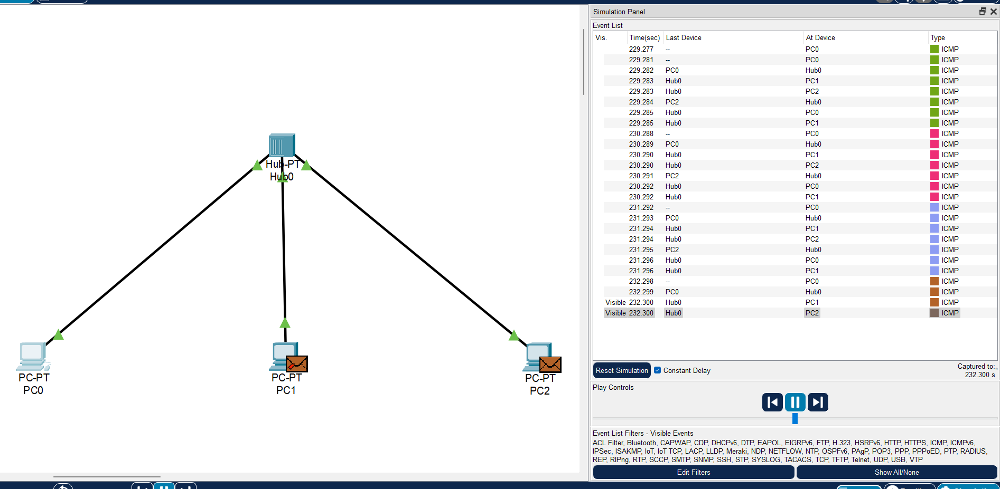 Hub-PT
Hub0
PC-PT
PC0
PC-PT
PC1
PC-PT
PC2
Simulation Panel
Event List
Vis. Time(sec) Last Device At Device Type
229.277 -- PC0 ICMP
229.281 -- PC0 ICMP
229.282 PC0 Hub0 ICMP
229.283 Hub0 PC1 ICMP
229.283 Hub0 PC2 ICMP
229.284 PC2 Hub0 ICMP
229.285 Hub0 PC0 ICMP
229.285 Hub0 PC1 ICMP
230.288 -- PC0 ICMP
230.289 PC0 Hub0 ICMP
230.290 Hub0 PC1 ICMP
230.290 Hub0 PC2 ICMP
230.291 PC2 Hub0 ICMP
230.292 Hub0 PC0 ICMP
230.292 Hub0 PC1 ICMP
231.292 -- PC0 ICMP
231.293 PC0 Hub0 ICMP
231.294 Hub0 PC1 ICMP
231.294 Hub0 PC2 ICMP
231.295 PC2 Hub0 ICMP
231.296 Hub0 PC0 ICMP
231.296 Hub0 PC1 ICMP
232.298 -- PC0 ICMP
232.299 PC0 Hub0 ICMP
Visible 232.300 Hub0 PC1 ICMP
Visible 232.300 Hub0 PC2 ICMP
Reset Simulation Constant Delay Captured to:
232.300 s
Play Controls
Event List Filters - Visible Events
ACL Filter, Bluetooth, CAPWAP, CDP, DHCPv6, DTP, EAPOL, EIGRPv6, FTP, H.323, HSRPv6, HTTP, HTTPS, ICMP, ICMPv6,
IPSec, ISAKMP, IoT, IoT TCP, LACP, LLDP, Meraki, NDP, NETFLOW, NTP, OSPFv6, PAgP, POP3, PPP, PPPoED, PTP, RADIUS,
REP, RIPng, RTP, SCCP, SMTP, SNMP, SSH, STP, SYSLOG, TACACS, TCP, TFTP, Telnet, UDP, USB, VTP
Edit Filters Show All/None